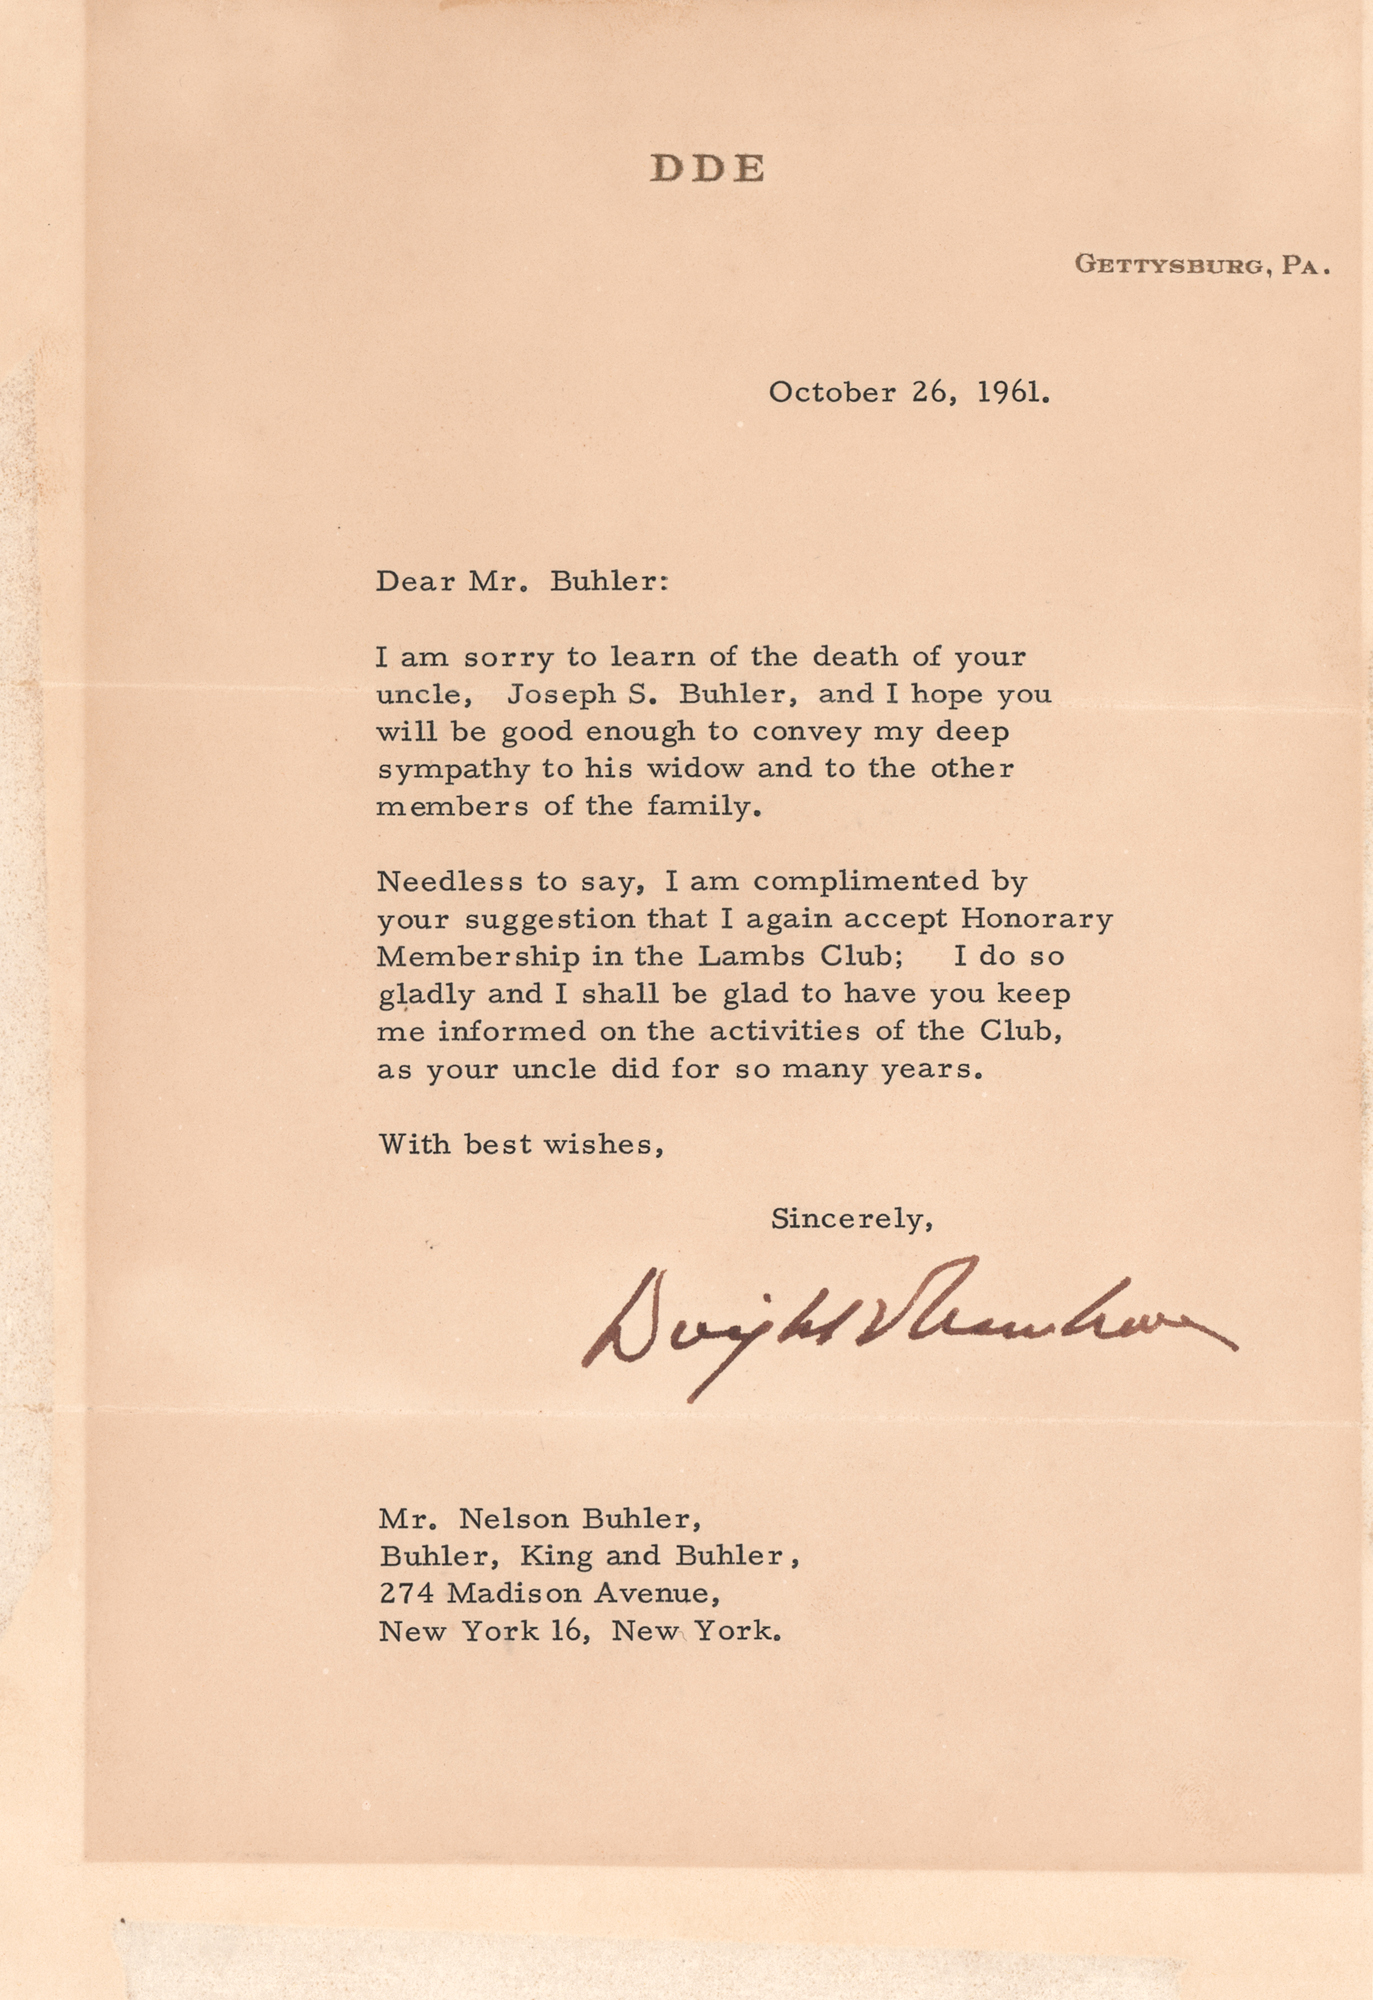 DDE
GETTYSBURG, PA.
October 26, 1961.
Dear Mr. Buhler:
I am sorry to learn of the death of your
uncle, Joseph S. Buhler, and I hope you
will be good enough to convey my deep
sympathy to his widow and to the other
members of the family.
Needless to say, I am complimented by
your suggestion that I again accept Honorary
Membership in the Lambs Club; I do so
gladly and I shall be glad to have you keep
me informed on the activities of the Club,
as your uncle did for so many years.
With best wishes,
Sincerely,
Dwight D Eisenhower
Mr. Nelson Buhler,
Buhler, King and Buhler,
274 Madison Avenue,
New York 16, New York.